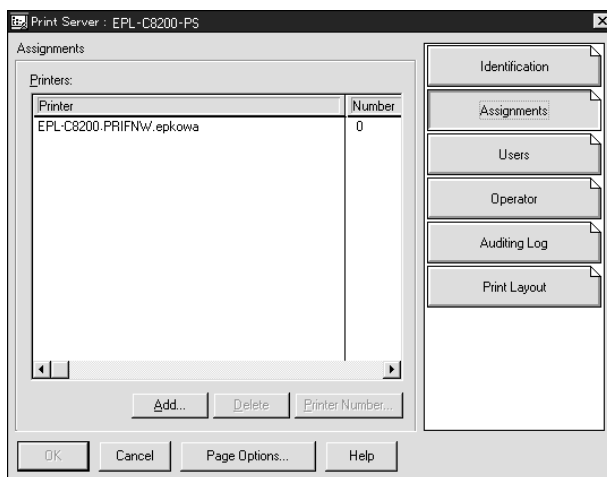 Print Server : EPL-C8200-PS
Assignments
Printers:
Printer Number
EPL-C8200.PRIFNW.epkowa 0
Add... Delete Printer Number...
OK Cancel Page Options... Help
Identification
Assignments
Users
Operator
Auditing Log
Print Layout